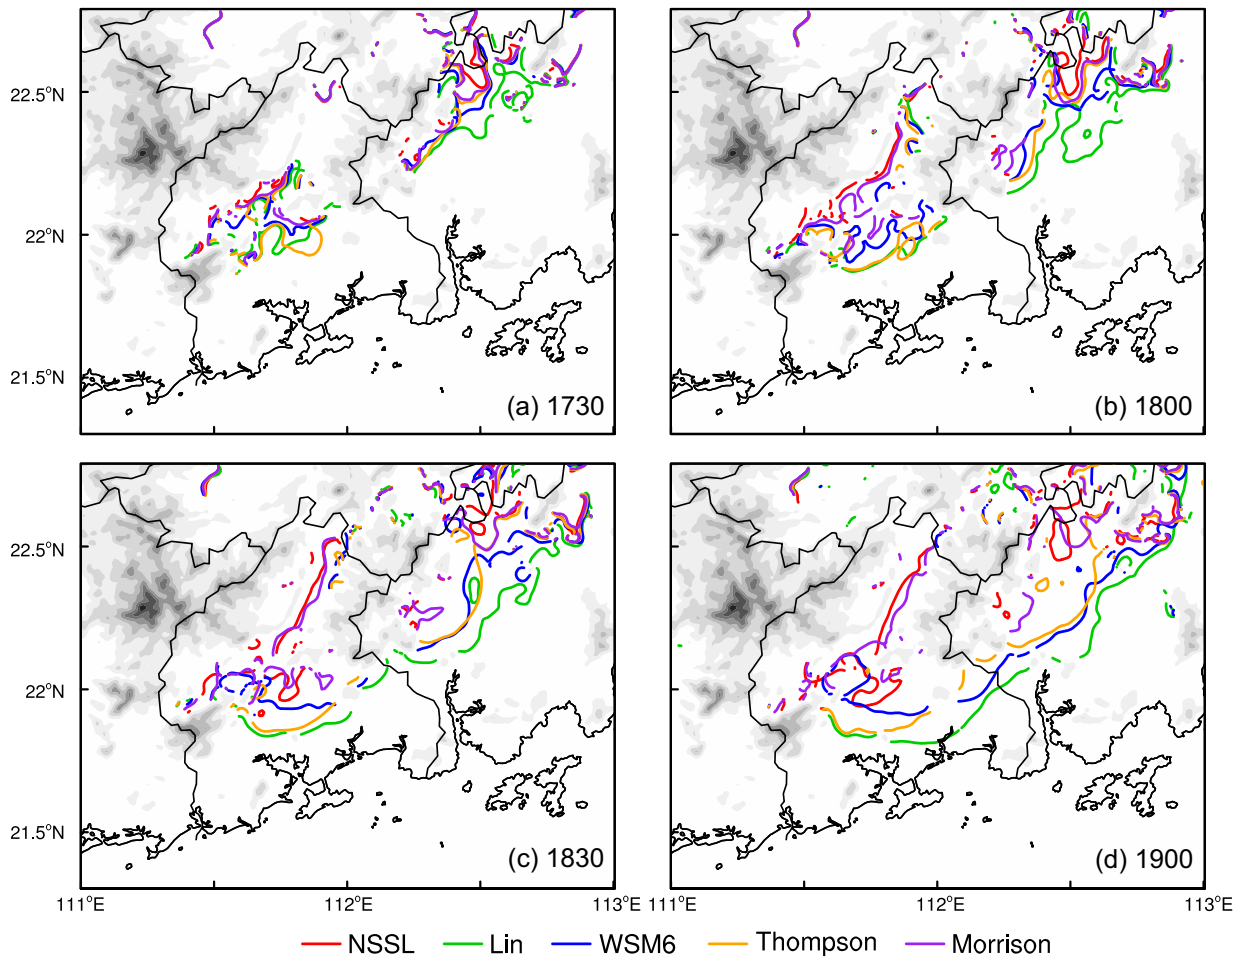 22.5°N
22°N
21.5°N
(a) 1730
(b) 1800
22.5°N
22°N
21.5°N
(c) 1830
(d) 1900
111°E
112°E
113°E
111°E
112°E
113°E
NSSL
Lin
WSM6
Thompson
Morrison